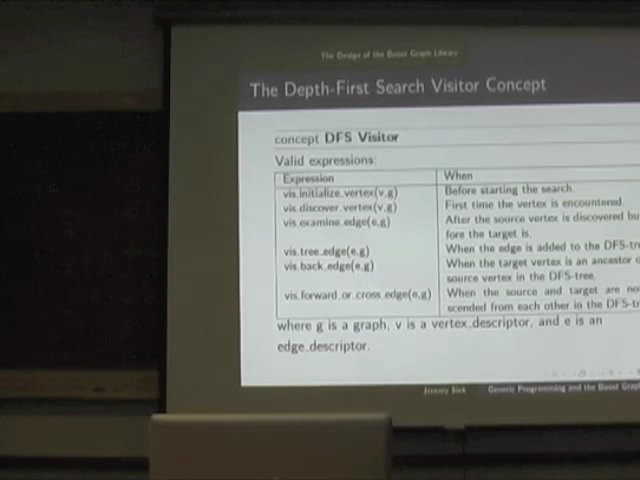 The Design of the Boost Graph Library
The Depth-First Search Visitor Concept
concept DFS Visitor
Valid expressions:
Expression When
vis.initialize_vertex(v,g) Before starting the search.
vis.discover_vertex(v,g) First time the vertex is encountered.
vis.examine_edge(e,g) After the source vertex is discovered bu
fore the target is.
vis.tree_edge(e,g) When the edge is added to the DFS-tre
vis.back_edge(e,g) When the target vertex is an ancestor o
source vertex in the DFS-tree.
vis.forward_or_cross_edge(e,g) When the source and target are no
scended from each other in the DFS-tr
where g is a graph, v is a vertex_descriptor, and e is an
edge_descriptor.
Jeremy Siek Generic Programming and the Boost Grap